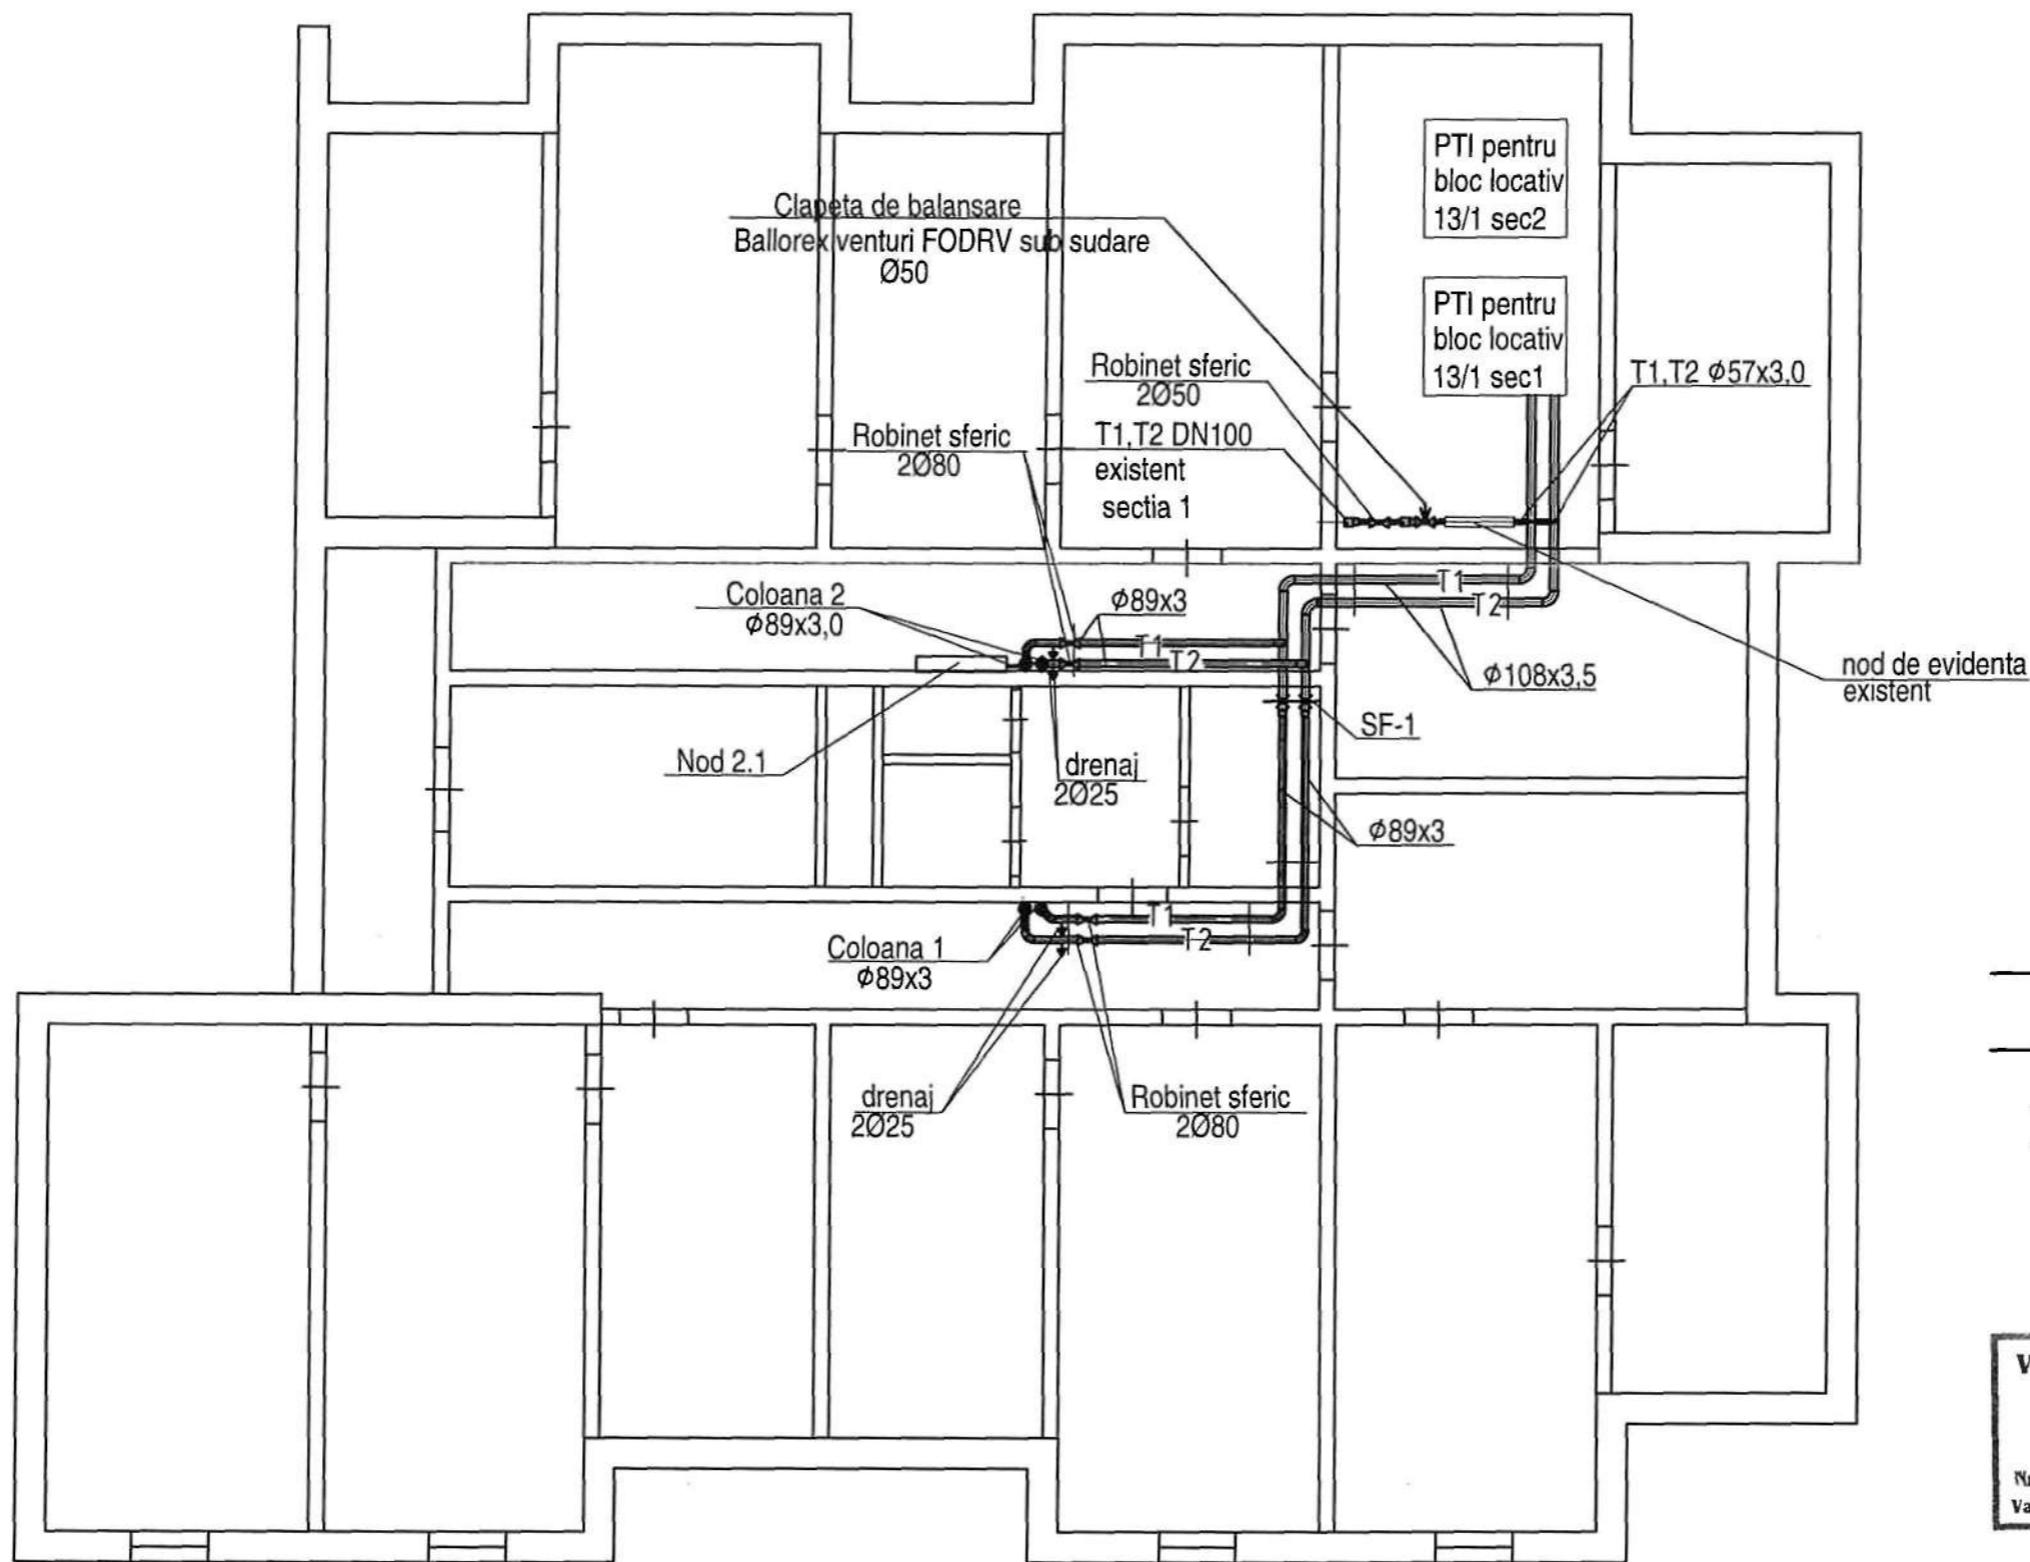 PTI pentru
bloc locativ
13/1 sec2
Clapeta de balansare
Ballorex venturi FODRV sub sudare
Ø50
PTI pentru
bloc locativ
13/1 sec1
T1,T2 ϕ57x3,0
Robinet sferic
2Ø50
T1,T2 DN100
existent
sectia 1
Robinet sferic
2Ø80
T1
T2
Coloana 2
ϕ89x3,0
ϕ89x3
T1
T2
ϕ108x3,5
nod de evidenta
existent
SF-1
Nod 2.1
drenaj
2Ø25
ϕ89x3
T1
T2
Coloana 1
ϕ89x3
drenaj
2Ø25
Robinet sferic
2Ø80